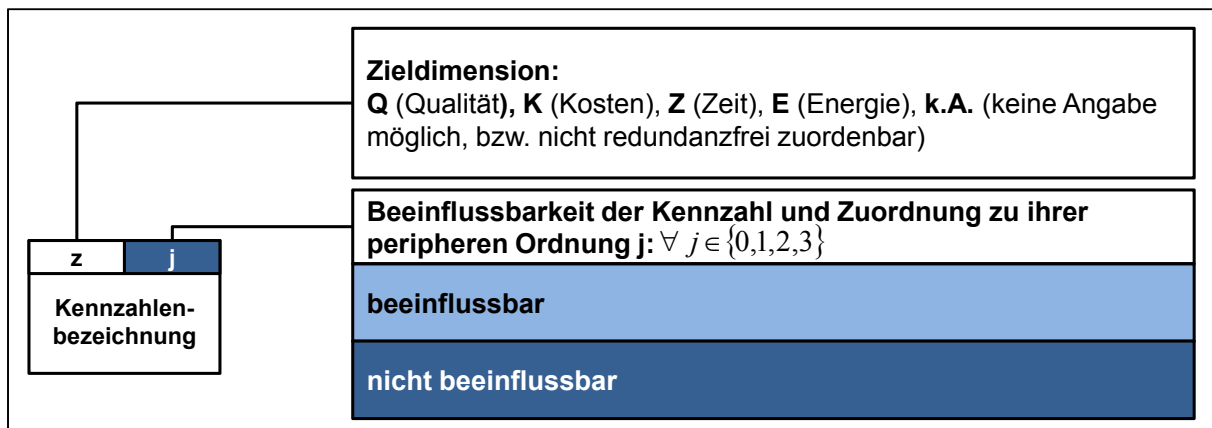 Zieldimension:
Q (Qualität), K (Kosten), Z (Zeit), E (Energie), k.A. (keine Angabe
möglich, bzw. nicht redundanzfrei zuordenbar)
Beeinflussbarkeit der Kennzahl und Zuordnung zu ihrer
peripheren Ordnung j: ∀ j ∈ {0,1,2,3}
z j
Kennzahlen-
bezeichnung
beeinflussbar
nicht beeinflussbar